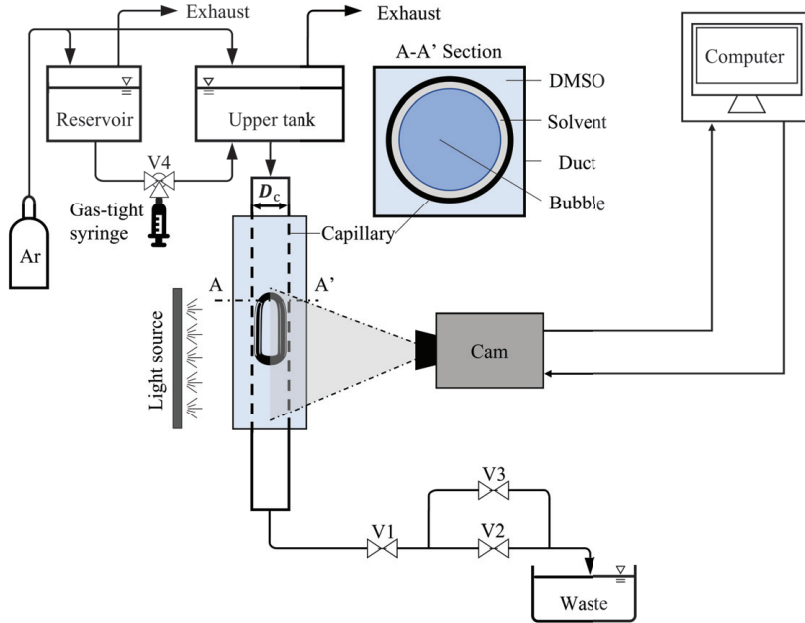 Exhaust
Exhaust
A-A' Section
Computer
DMSO
Reservoir
Upper tank
Solvent
V4
Duct
D_c
Gas-tight
syringe
Bubble
Capillary
Ar
A
A'
Light source
Cam
V3
V1
V2
Waste